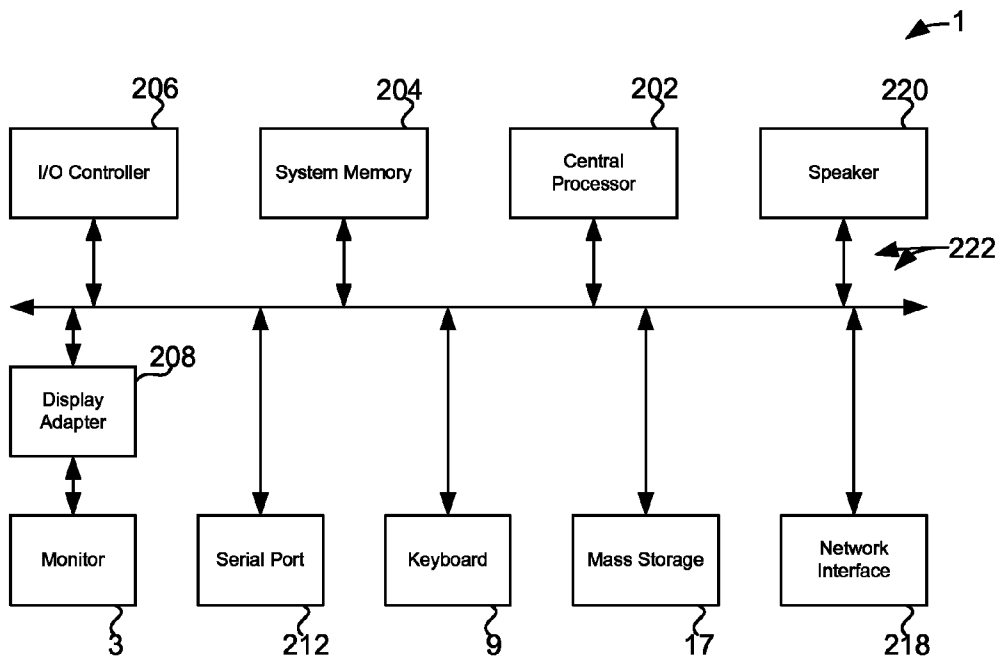 1
206
204
202
220
I/O Controller
System Memory
Central
Processor
Speaker
222
208
Display
Adapter
Monitor
Serial Port
Keyboard
Mass Storage
Network
Interface
3
212
9
17
218